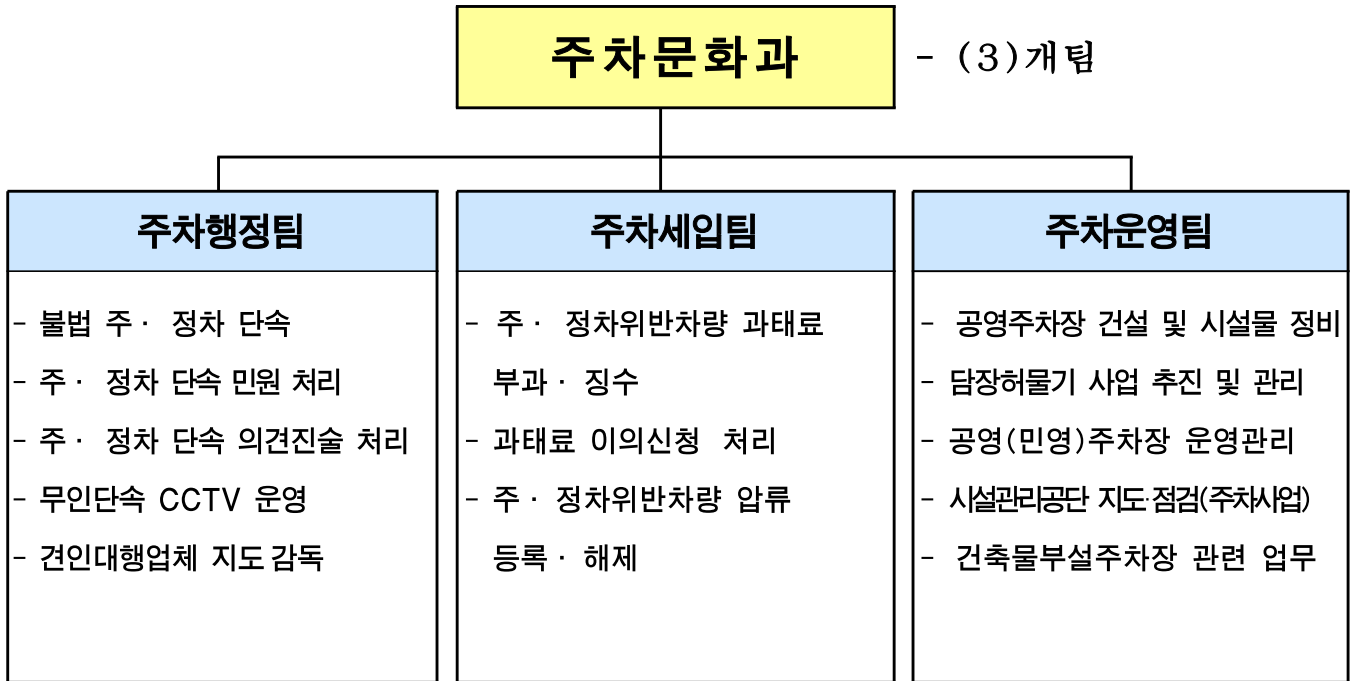 주차문화과
- (3)개팀
주차행정팀
- 불법 주· 정차 단속
- 주· 정차 단속 민원 처리
- 주· 정차 단속 의견진술 처리
- 무인단속 CCTV 운영
- 견인대행업체 지도 감독
주차세입팀
- 주· 정차위반차량 과태료
부과· 징수
- 과태료 이의신청 처리
- 주· 정차위반차량 압류
등록· 해제
주차운영팀
- 공영주차장 건설 및 시설물 정비
- 담장허물기 사업 추진 및 관리
- 공영(민영)주차장 운영관리
- 시설관리공단 지도·점검(주차사업)
- 건축물부설주차장 관련 업무